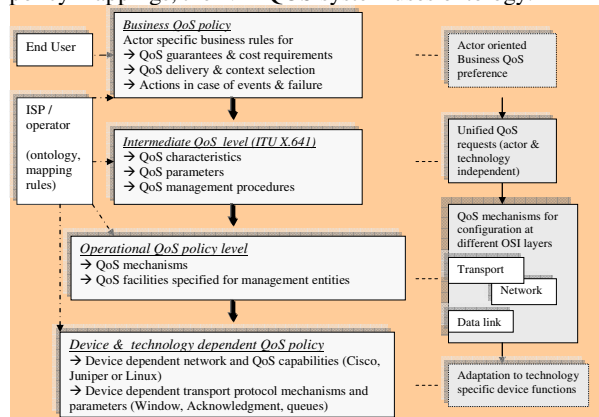 policy mappings, the NETQOS system uses ontology.
Business QoS policy
Actor specific business rules for
→ QoS guarantees & cost requirements
→ QoS delivery & context selection
→ Actions in case of events & failure
End User
Actor oriented
Business QoS
preference
ISP /
operator
(ontology,
mapping
rules)
Intermediate QoS level (ITU X.641)
→ QoS characteristics
→ QoS parameters
→ QoS management procedures
Unified QoS
requests (actor &
technology
independent)
Operational QoS policy level
→ QoS mechanisms
→ QoS facilities specified for management entities
QoS mechanisms for
configuration at
different OSI layers
Transport
Network
Data link
Device & technology dependent QoS policy
→ Device dependent network and QoS capabilities (Cisco,
Juniper or Linux)
→ Device dependent transport protocol mechanisms and
parameters (Window, Acknowledgment, queues)
Adaptation to technology
specific device functions